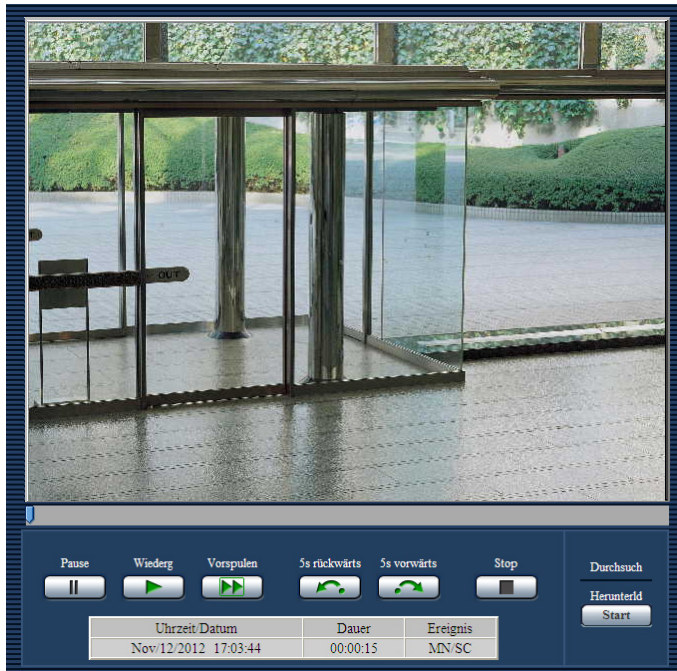 OUT
Pause
Wiederg
Vorspulen
5s rückwärts
5s vorwärts
Stop
Durchsuch
Herunterld
Start
Uhrzeit/Datum Dauer Ereignis
Nov/12/2012 17:03:44 00:00:15 MN/SC